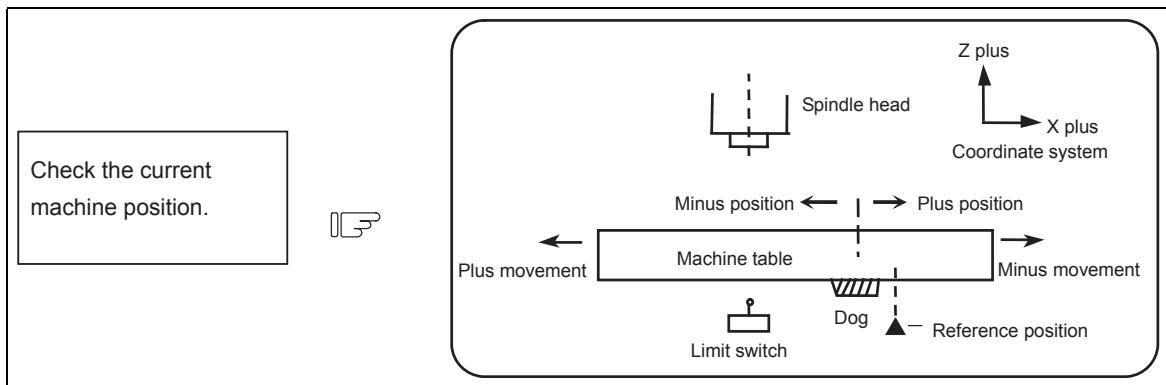 Check the current
machine position.
Z plus
Spindle head
X plus
Coordinate system
Minus position
Plus position
Plus movement
Machine table
Minus movement
Dog
Reference position
Limit switch